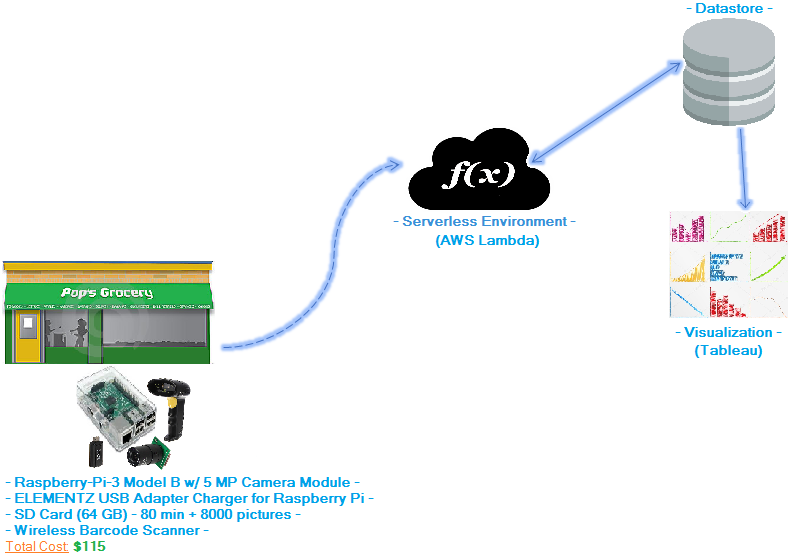 - Datastore -
f(x)
- Serverless Environment -
(AWS Lambda)
Pop's Grocery
- Visualization -
(Tableau)
- Raspberry-Pi-3 Model B w/ 5 MP Camera Module -
- ELEMENTZ USB Adapter Charger for Raspberry Pi -
- SD Card (64 GB) - 80 min + 8000 pictures -
- Wireless Barcode Scanner -
Total Cost: $115